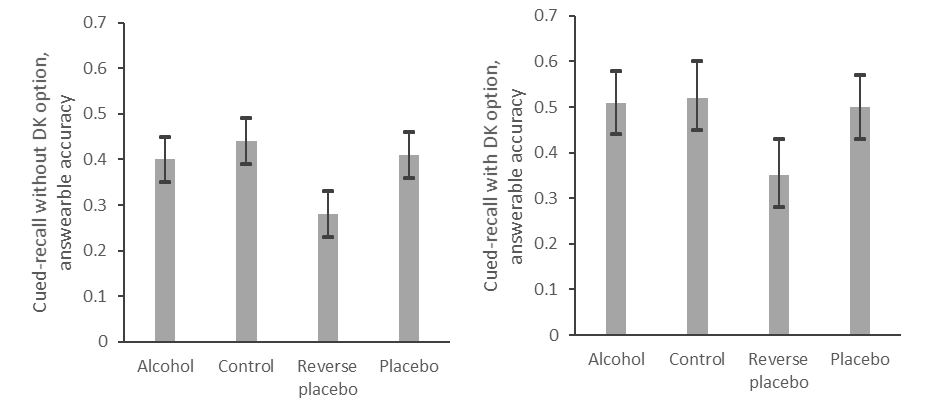 Cued-recall without DK option,
answearble accuracy
0.7
0.6
0.5
0.4
0.3
0.2
0.1
0
Alcohol
Control
Reverse
placebo
Placebo
Cued-recall with DK option,
answerable accuracy
0.7
0.6
0.5
0.4
0.3
0.2
0.1
0
Alcohol
Control
Reverse
placebo
Placebo